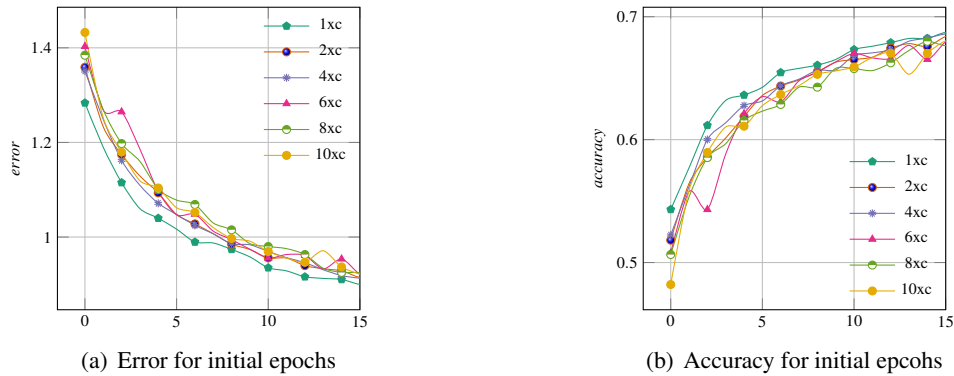 1.4
1.2
1
error
0
5
10
15
1xc
2xc
4xc
6xc
8xc
10xc
(a) Error for initial epochs
0.7
0.6
0.5
accuracy
0
5
10
15
1xc
2xc
4xc
6xc
8xc
10xc
(b) Accuracy for initial epcohs